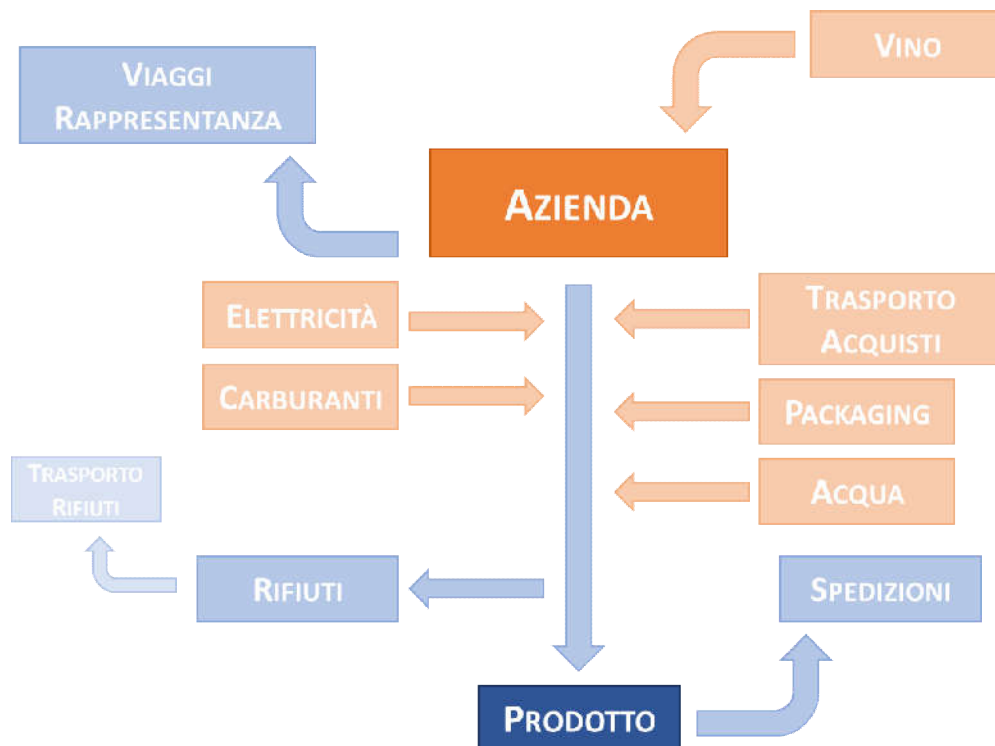 VINO
VIAGGI
RAPPRESENTANZA
AZIENDA
ELETTRICITÀ
TRASPORTO
ACQUISTI
CARBURANTI
PACKAGING
TRASPORTO
RIFIUTI
ACQUA
RIFIUTI
SPEDIZIONI
PRODOTTO